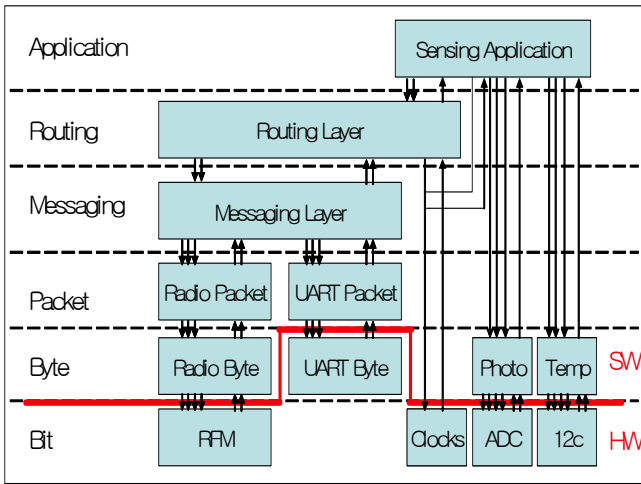 Application
Sensing Application
Routing
Routing Layer
Messaging
Messaging Layer
Packet
Radio Packet
UART Packet
Byte
Radio Byte
UART Byte
Photo
Temp
SW
Bit
RFM
Clocks
ADC
12c
HW